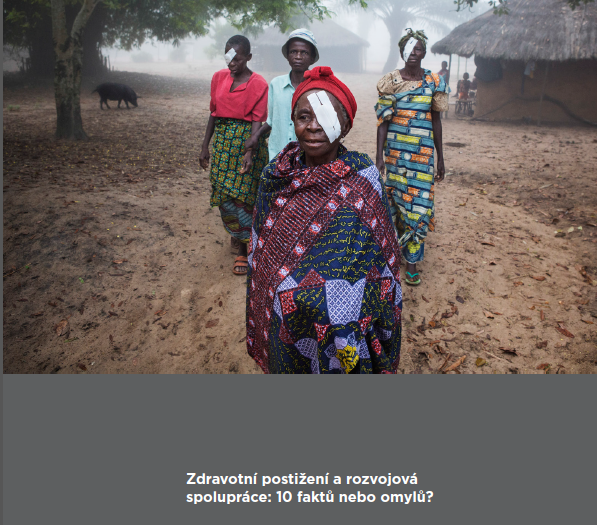 Zdravotní postižení a rozvojová
spolupráce: 10 faktů nebo omylů?